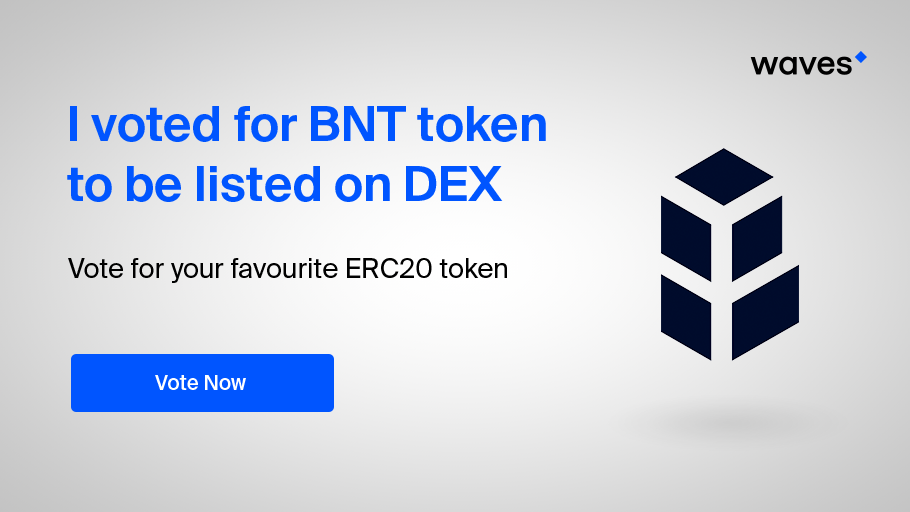 waves
I voted for BNT token
to be listed on DEX
Vote for your favourite ERC20 token
Vote Now